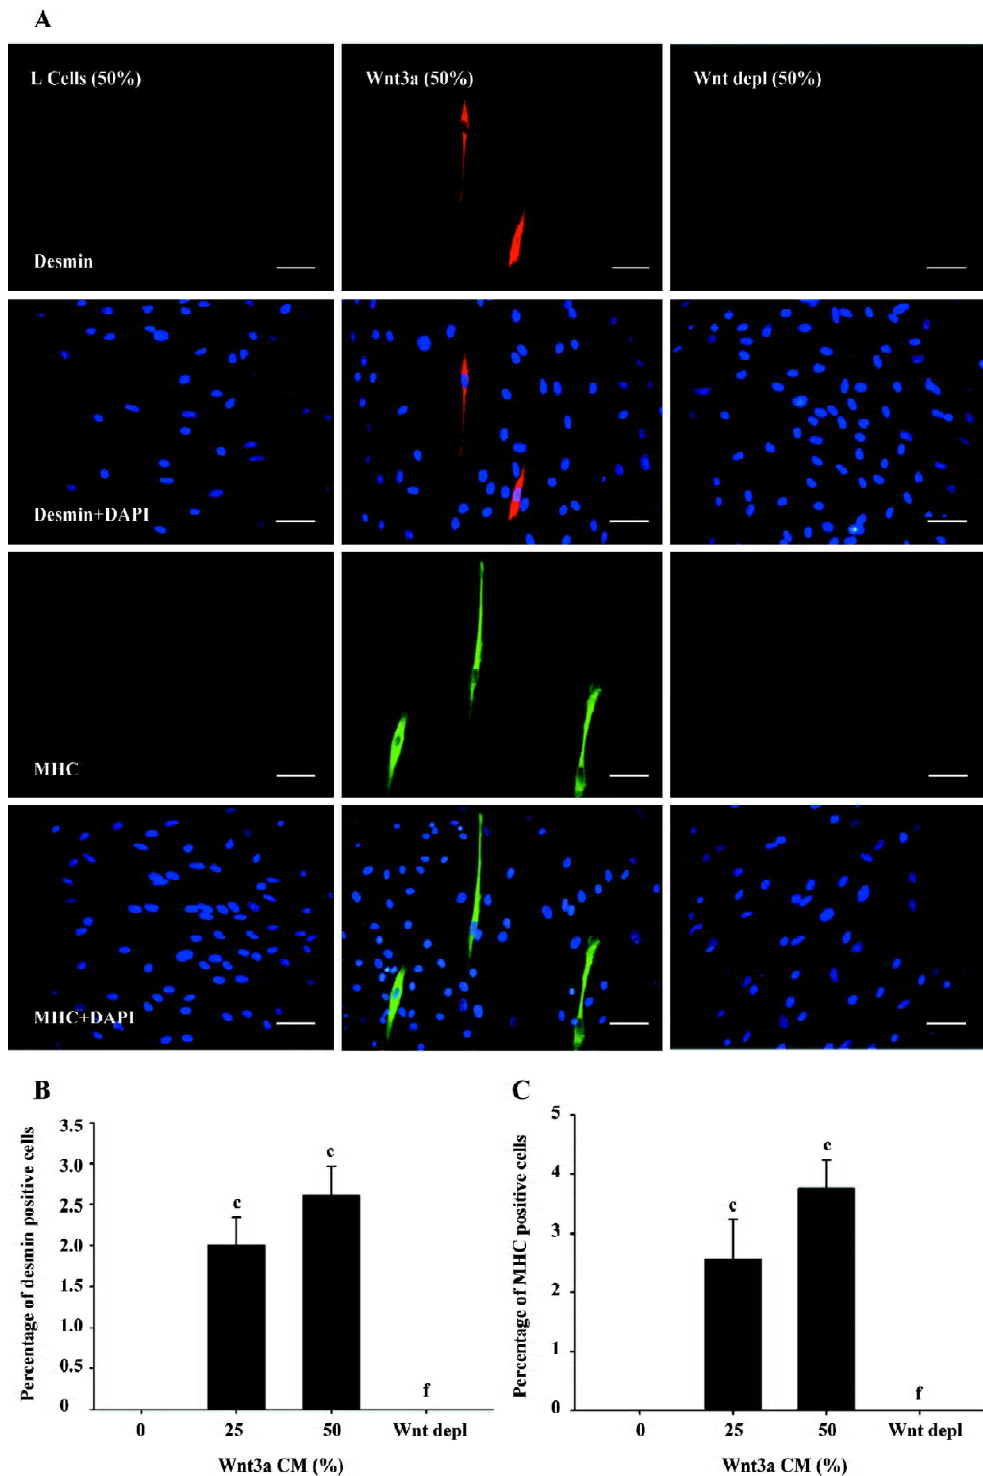 A
L Cells (50%)
Wnt3a (50%)
Wnt depl (50%)
Desmin
Desmin+DAPI
MHC
MHC+DAPI
B
Percentage of desmin positive cells
3.5
3.0
2.5
2.0
1.5
1.0
0.5
0
c
c
f
0 25 50 Wnt depl
Wnt3a CM (%)
C
Percentage of MHC positive cells
5
4
3
2
1
0
c
c
f
0 25 50 Wnt depl
Wnt3a CM (%)